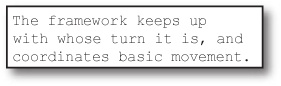 The framework keeps up
with whose turn it is, and
coordinates basic movement.